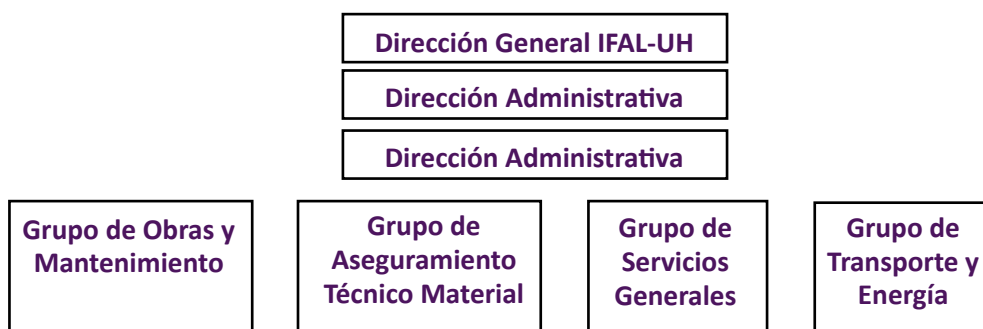 Dirección General IFAL-UH
Dirección Administrativa
Dirección Administrativa
Grupo de Obras y
Mantenimiento
Grupo de
Aseguramiento
Técnico Material
Grupo de
Servicios
Generales
Grupo de
Transporte y
Energía